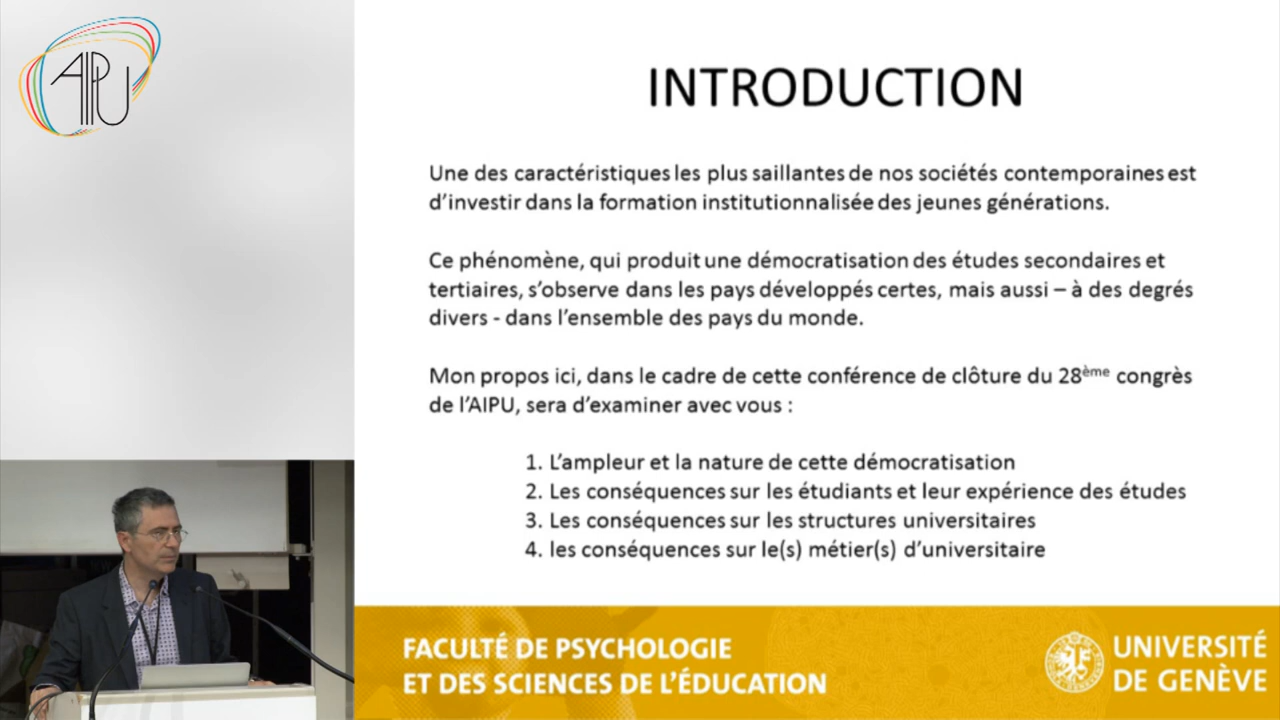 AIPU
INTRODUCTION
Une des caractéristiques les plus saillantes de nos sociétés contemporaines est
d'investir dans la formation institutionnalisée des jeunes générations.
Ce phénomène, qui produit une démocratisation des études secondaires et
tertiaires, s'observe dans les pays développés certes, mais aussi – à des degrés
divers - dans l'ensemble des pays du monde.
Mon propos ici, dans le cadre de cette conférence de clôture du 28ème congrès
de l'AIPU, sera d'examiner avec vous :
1. L'ampleur et la nature de cette démocratisation
2. Les conséquences sur les étudiants et leur expérience des études
3. Les conséquences sur les structures universitaires
4. les conséquences sur le(s) métier(s) d'universitaire
FACULTÉ DE PSYCHOLOGIE
ET DES SCIENCES DE L'ÉDUCATION
UNIVERSITÉ
DE GENÈVE